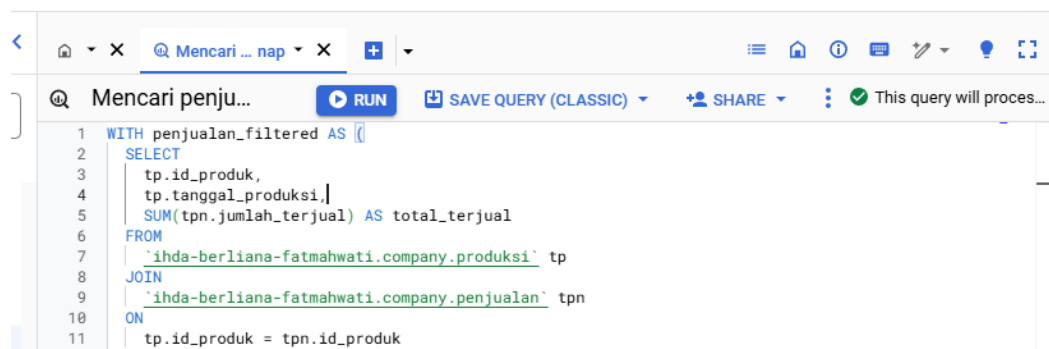 Mencari ... nap
Mencari penju...
RUN
SAVE QUERY (CLASSIC)
SHARE
This query will proces...
1 WITH penjualan_filtered AS (
2 SELECT
3 tp.id_produk,
4 tp.tanggal_produksi,
5 SUM(tpn.jumlah_terjual) AS total_terjual
6 FROM
7 `ihda-berliana-fatmahwati.company.produksi` tp
8 JOIN
9 `ihda-berliana-fatmahwati.company.penjualan` tpn
10 ON
11 tp.id_produk = tpn.id_produk